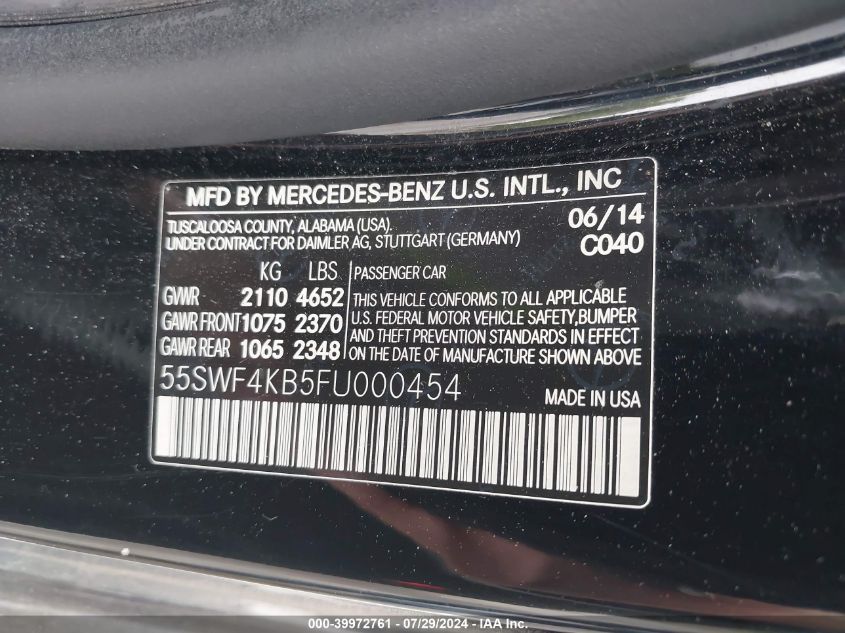 MFD BY MERCEDES-BENZ U.S. INTL., INC
TUSCALOOSA COUNTY, ALABAMA (USA). 06/14
UNDER CONTRACT FOR DAIMLER AG, STUTTGART (GERMANY) C040
KG LBS PASSENGER CAR
GVWR 2110 4652 THIS VEHICLE CONFORMS TO ALL APPLICABLE
GAWR FRONT 1075 2370 U.S. FEDERAL MOTOR VEHICLE SAFETY, BUMPER
AND THEFT PREVENTION STANDARDS IN EFFECT
GAWR REAR 1065 2348 ON THE DATE OF MANUFACTURE SHOWN ABOVE
55SWF4KB5FU000454 MADE IN USA
000-39972761 - 07/29/2024 - IAA Inc.